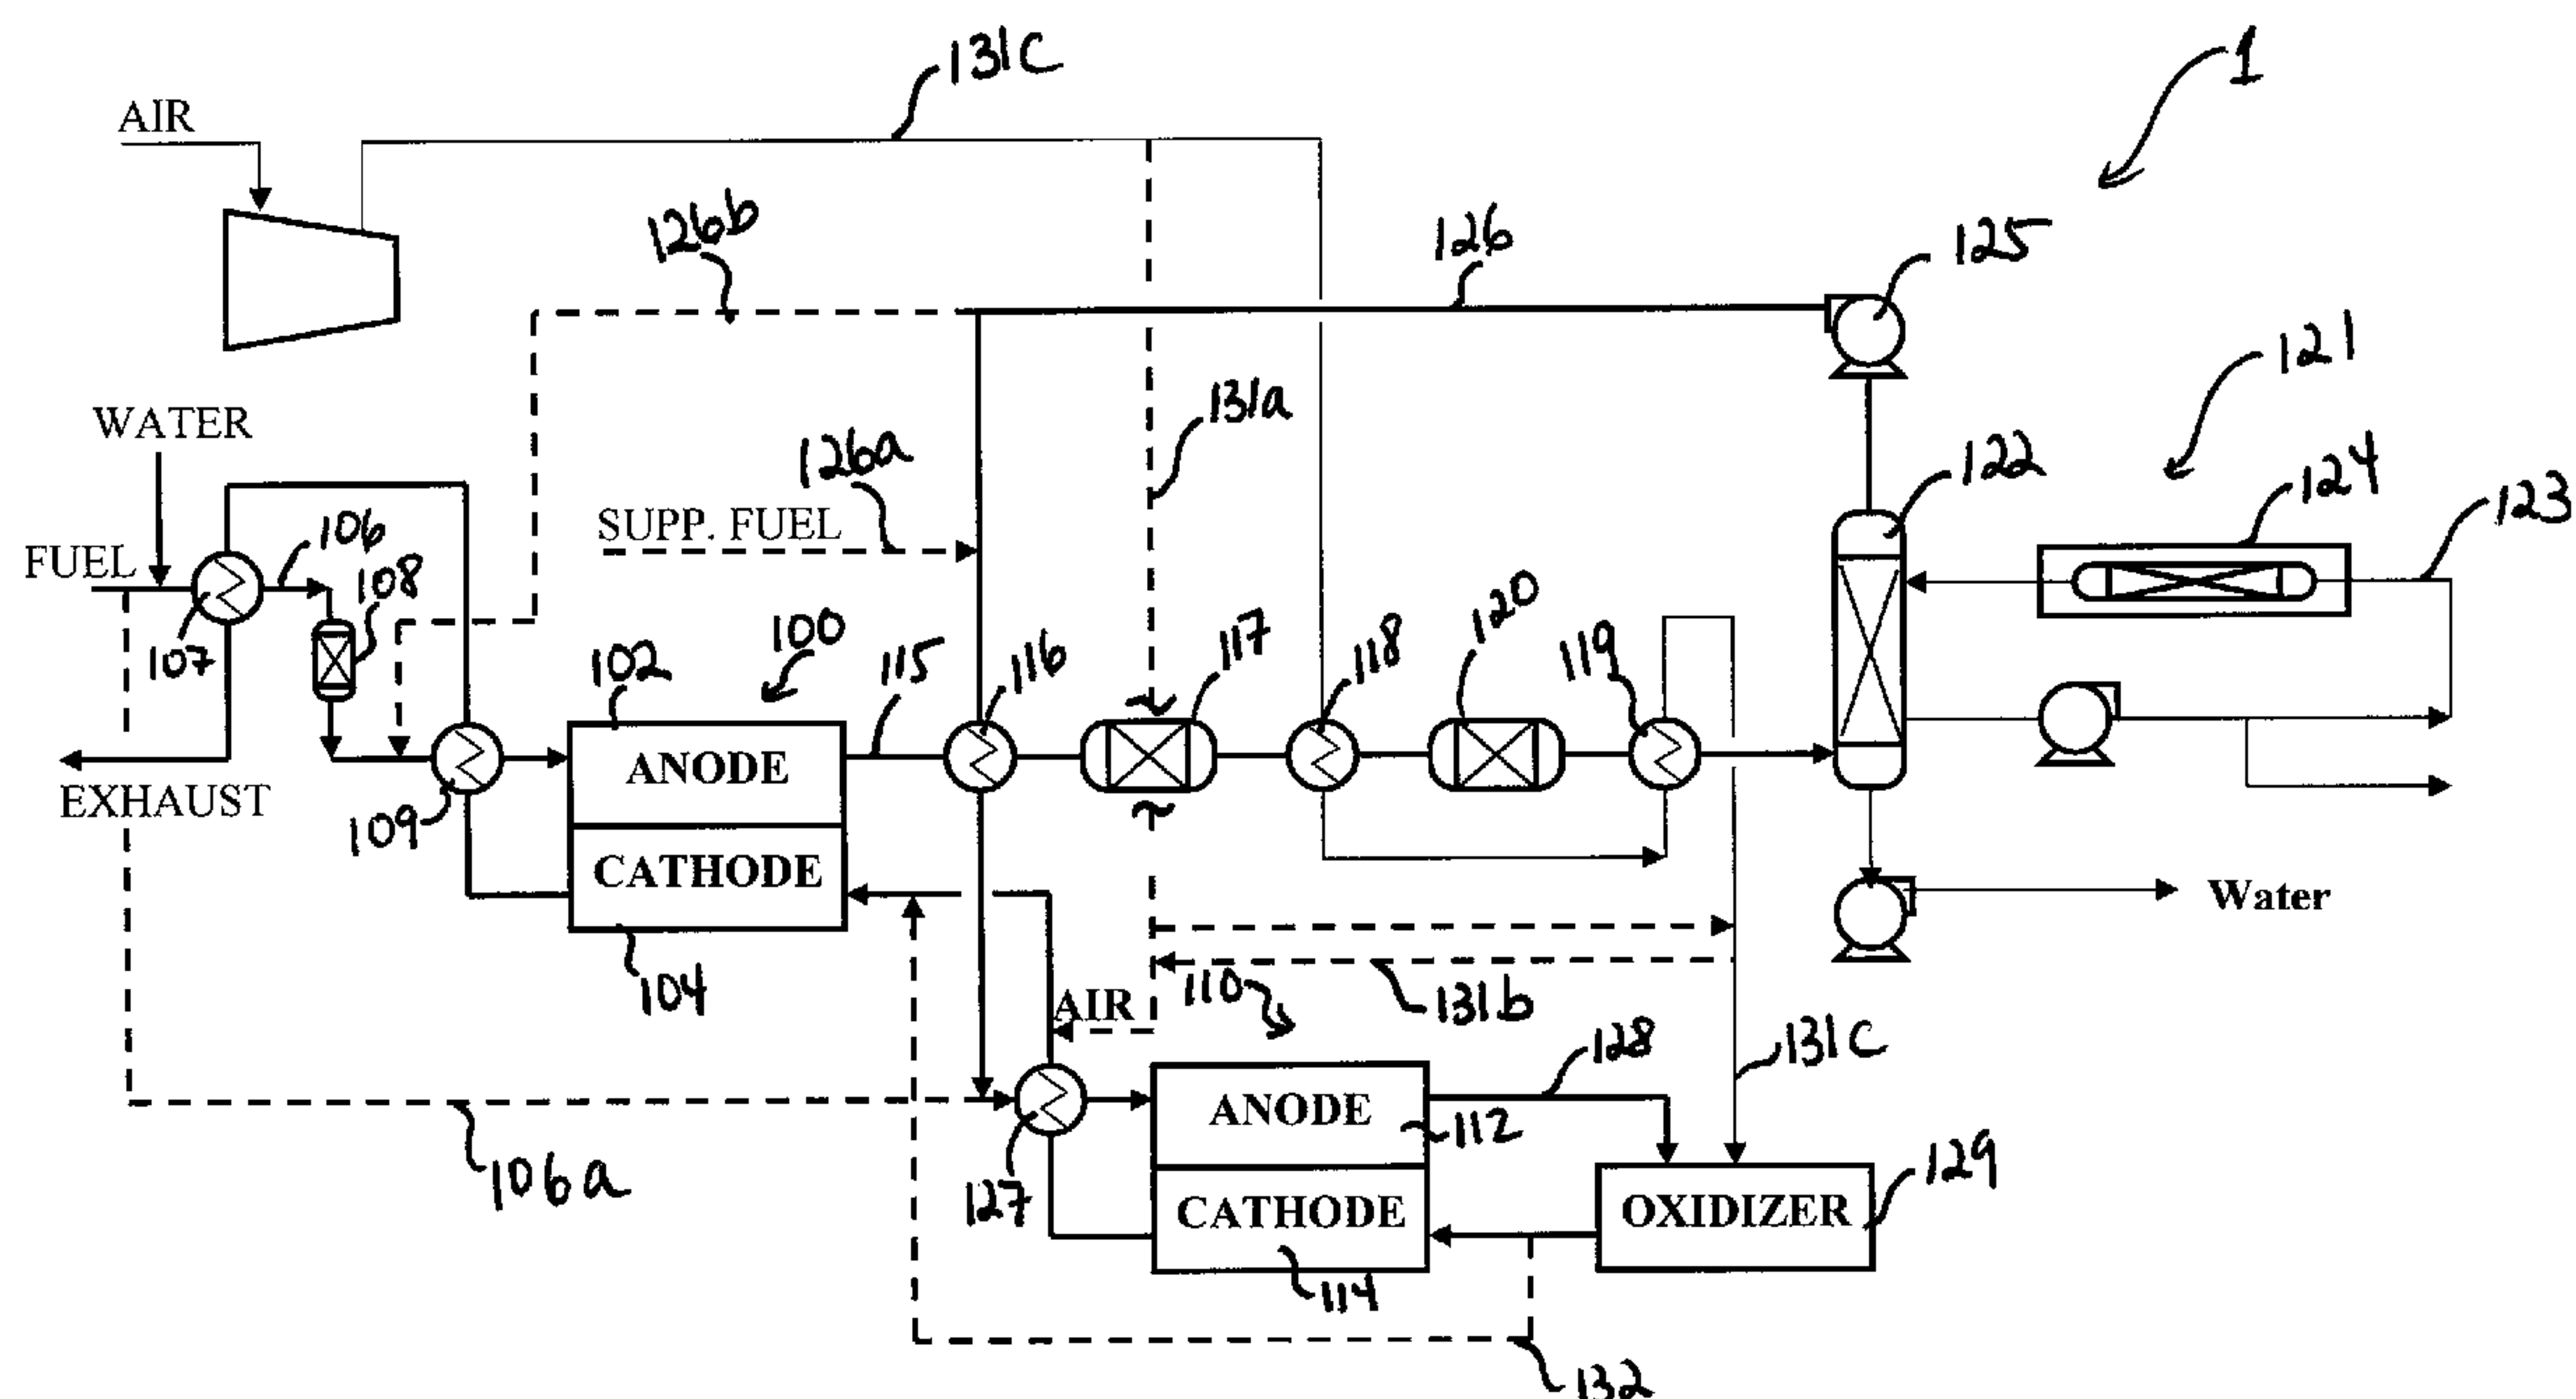 131C
1
AIR
126b
126
125
121
131a
WATER
126a
122
124
123
SUPP. FUEL
FUEL
106
108
107
100
120
102
115
116
117
118
119
ANODE
EXHAUST
109
CATHODE
Water
104
110
131b
AIR
128
131C
ANODE
112
106a
127
CATHODE
OXIDIZER
129
114
132